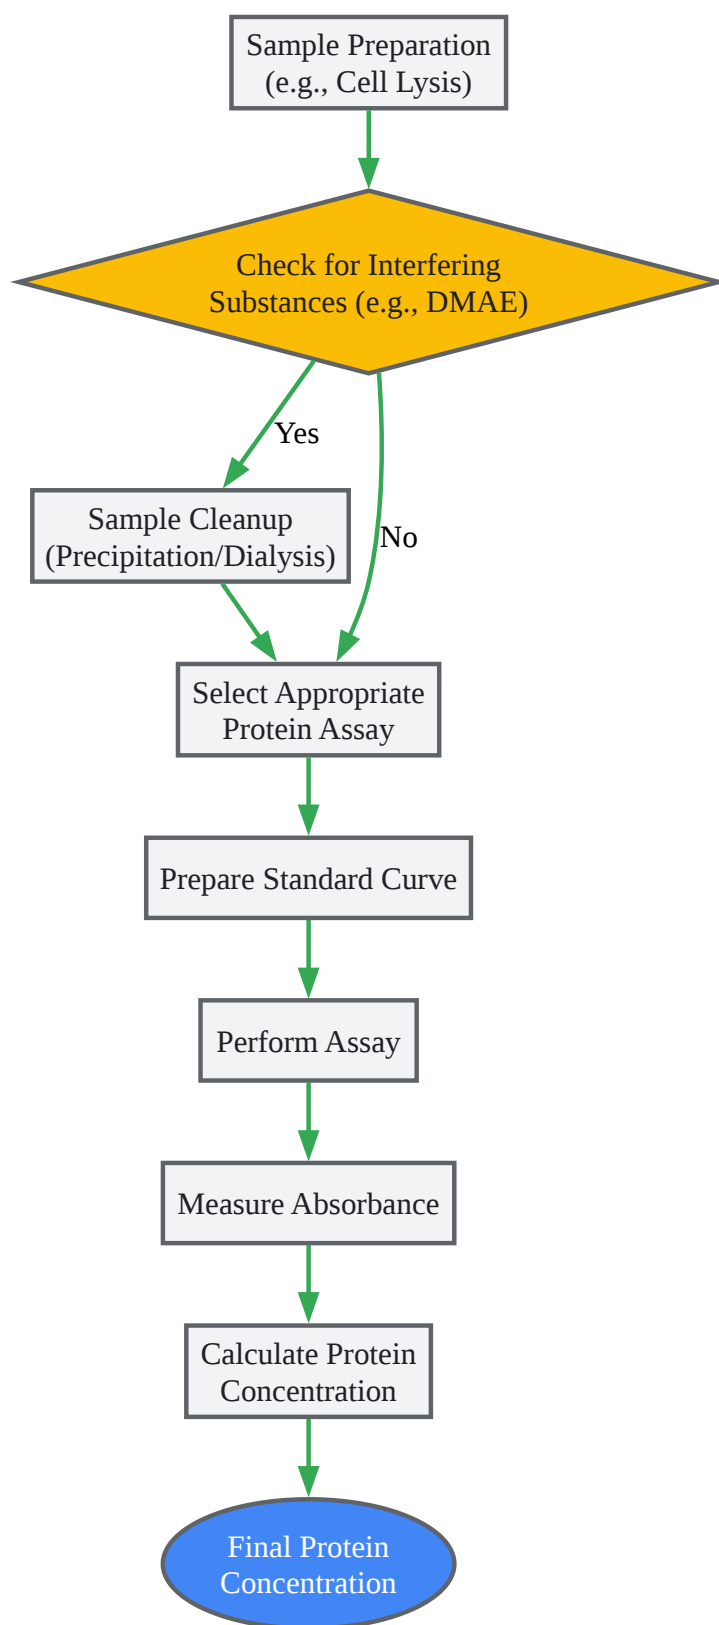 Sample Preparation
(e.g., Cell Lysis)
Check for Interfering
Substances (e.g., DMAE)
Yes
Sample Cleanup
(Precipitation/Dialysis)
No
Select Appropriate
Protein Assay
Prepare Standard Curve
Perform Assay
Measure Absorbance
Calculate Protein
Concentration
Final Protein
Concentration